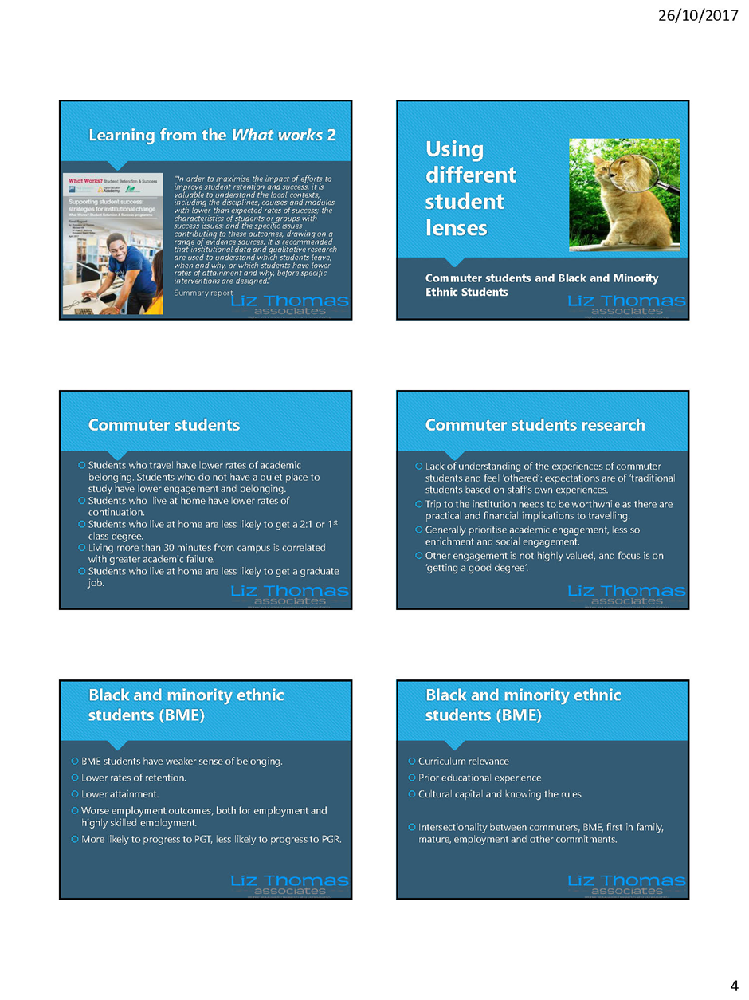 26/10/2017
Learning from the What works 2
What Works? Student Retention & Success
Academy
Supporting student success:
strategies for institutional change
What Works? Student Retention & Success programme
Final Report
"In order to maximise the impact of efforts to
improve student retention and success, it is
valuable to understand the local contexts,
including the disciplines, courses and modules
with lower than expected rates of success; the
characteristics of students or groups with
success issues; and the specific issues
contributing to these outcomes, drawing on a
range of evidence sources. It is recommended
that institutional data and qualitative research
are used to understand which students leave,
when and why, or which students have lower
rates of attainment and why, before specific
interventions are designed."
Summary report
Liz Thomas
associates
Using
different
student
lenses
Commuter students and Black and Minority
Ethnic Students
Liz Thomas
associates
Commuter students
Students who travel have lower rates of academic
belonging. Students who do not have a quiet place to
study have lower engagement and belonging.
Students who live at home have lower rates of
continuation.
Students who live at home are less likely to get a 2:1 or 1st
class degree.
Living more than 30 minutes from campus is correlated
with greater academic failure.
Students who live at home are less likely to get a graduate
job.
Liz Thomas
associates
Commuter students research
Lack of understanding of the experiences of commuter
students and feel 'othered': expectations are of 'traditional
students based on staff's own experiences.
Trip to the institution needs to be worthwhile as there are
practical and financial implications to travelling.
Generally prioritise academic engagement, less so
enrichment and social engagement.
Other engagement is not highly valued, and focus is on
'getting a good degree'.
Liz Thomas
associates
Black and minority ethnic
students (BME)
BME students have weaker sense of belonging.
Lower rates of retention.
Lower attainment.
Worse employment outcomes, both for employment and
highly skilled employment.
More likely to progress to PGT, less likely to progress to PGR.
Liz Thomas
associates
Black and minority ethnic
students (BME)
Curriculum relevance
Prior educational experience
Cultural capital and knowing the rules
Intersectionality between commuters, BME, first in family,
mature, employment and other commitments.
Liz Thomas
associates
4